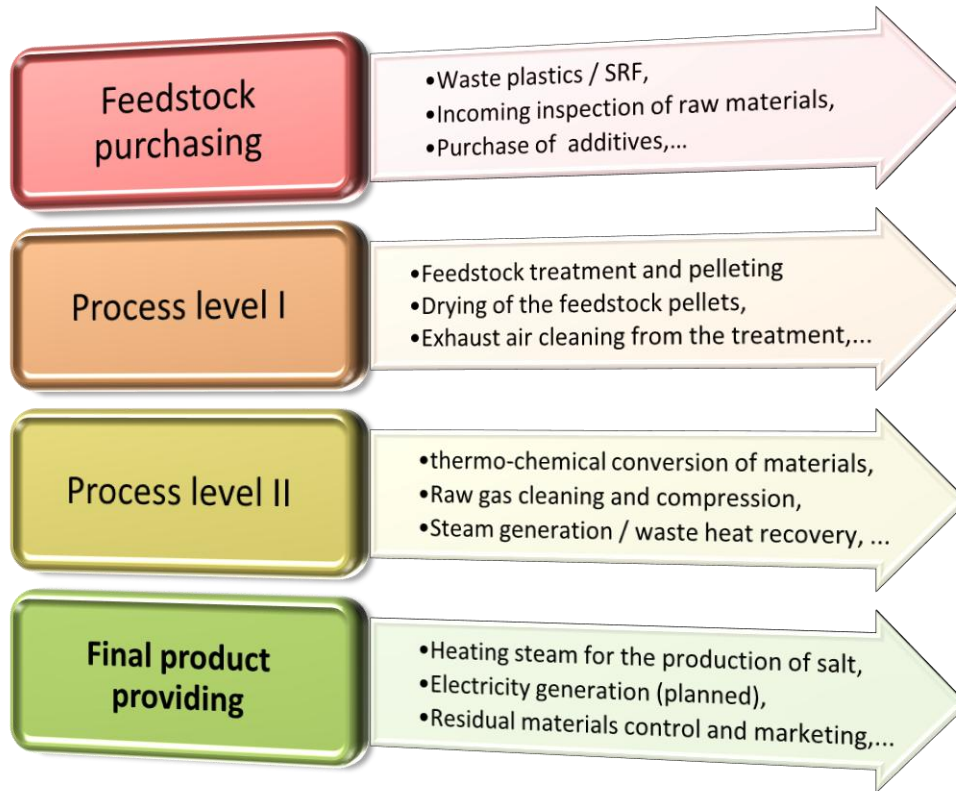 Feedstock
purchasing
•Waste plastics / SRF,
•Incoming inspection of raw materials,
•Purchase of additives,...
Process level I
•Feedstock treatment and pelleting
•Drying of the feedstock pellets,
•Exhaust air cleaning from the treatment,...
Process level II
•thermo-chemical conversion of materials,
•Raw gas cleaning and compression,
•Steam generation / waste heat recovery, ...
Final product
providing
•Heating steam for the production of salt,
•Electricity generation (planned),
•Residual materials control and marketing,...